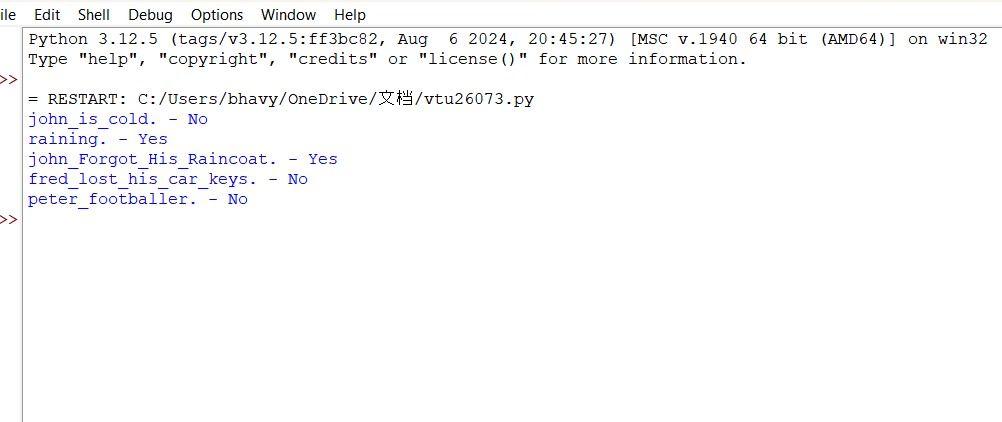 ile Edit Shell Debug Options Window Help
Python 3.12.5 (tags/v3.12.5:ff3bc82, Aug  6 2024, 20:45:27) [MSC v.1940 64 bit (AMD64)] on win32
Type "help", "copyright", "credits" or "license()" for more information.
>>
= RESTART: C:/Users/bhavy/OneDrive/文档/vtu26073.py
john_is_cold. - No
raining. - Yes
john_Forgot_His_Raincoat. - Yes
fred_lost_his_car_keys. - No
peter_footballer. - No
>>